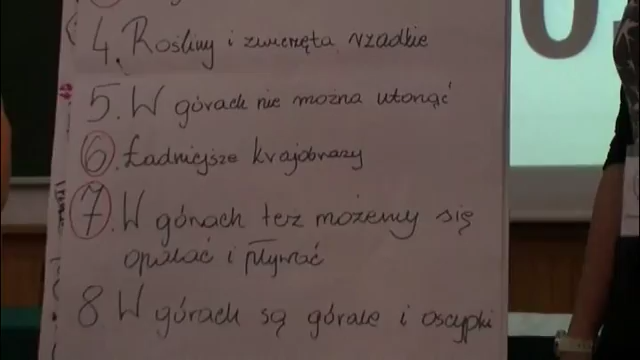 4. Rośliny i zwierzęta rzadkie
5. W górach nie można utonąć
6. Ładniejsze krajobrazy
7. W górach też możemy się
opalać i pływać
8 W górach są górale i oscypki